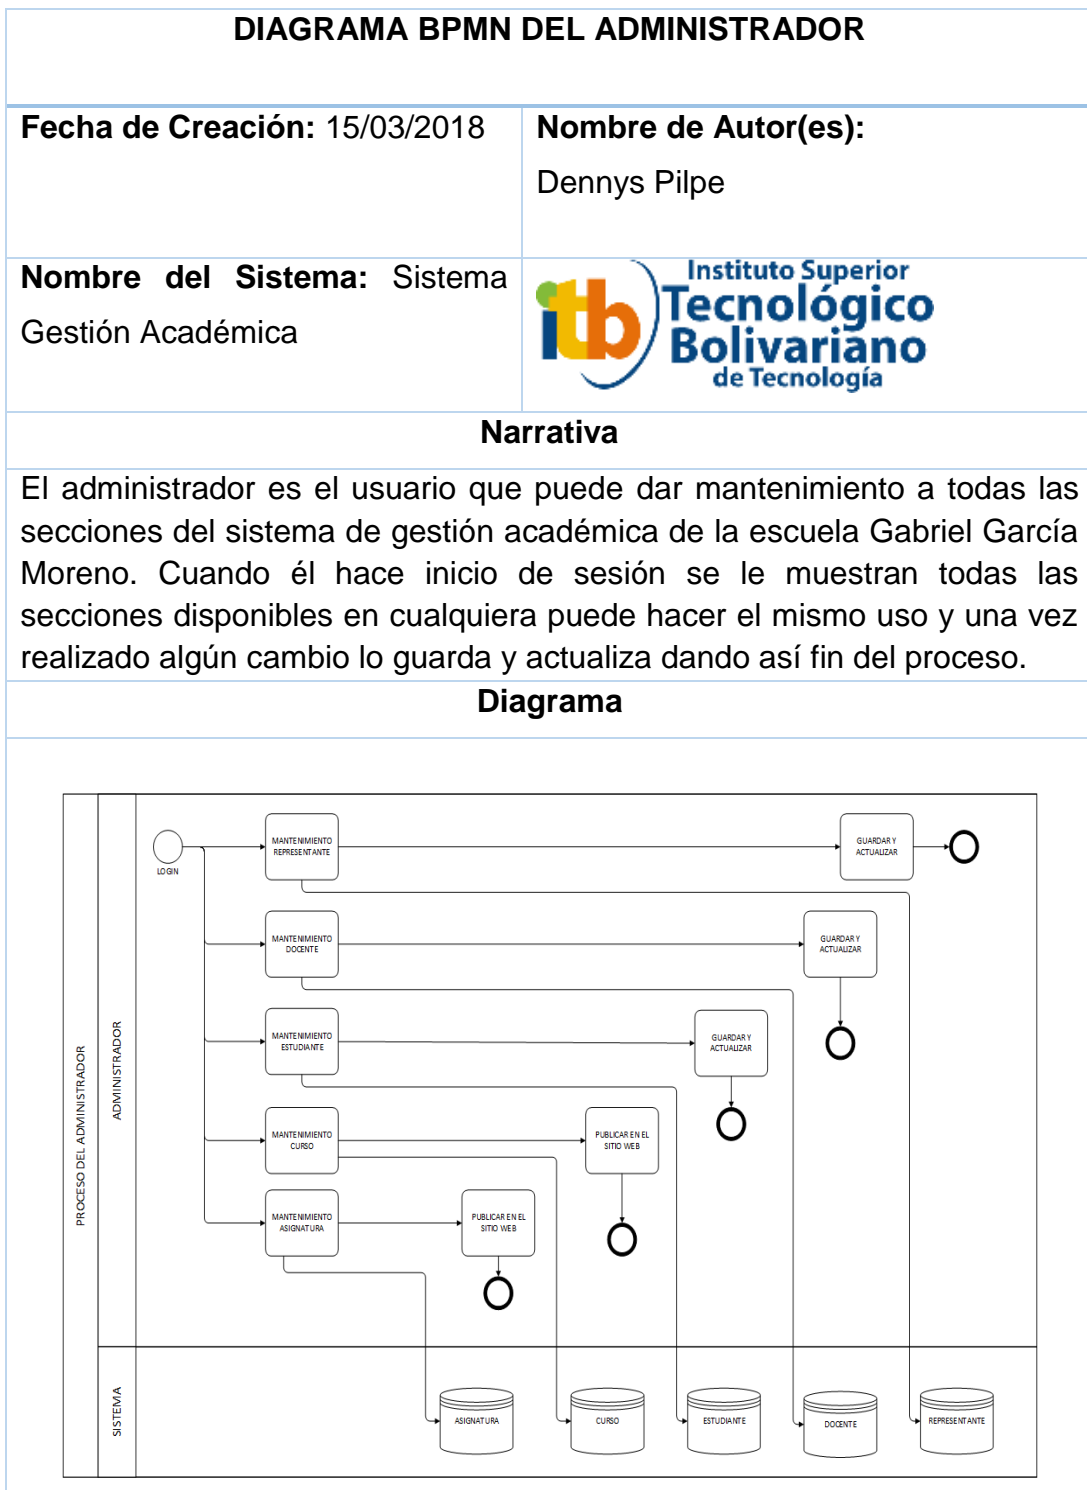 DIAGRAMA BPMN DEL ADMINISTRADOR
Fecha de Creación: 15/03/2018
Nombre de Autor(es):
Dennys Pilpe
Nombre del Sistema: Sistema
Gestión Académica
itb
Instituto Superior
Tecnológico
Bolivariano
de Tecnología
Narrativa
El administrador es el usuario que puede dar mantenimiento a todas las
secciones del sistema de gestión académica de la escuela Gabriel García
Moreno. Cuando él hace inicio de sesión se le muestran todas las
secciones disponibles en cualquiera puede hacer el mismo uso y una vez
realizado algún cambio lo guarda y actualiza dando así fin del proceso.
Diagrama
PROCESO DEL ADMINISTRADOR
ADMINISTRADOR
LOGIN
MANTENIMIENTO
REPRESENTANTE
GUARDAR Y
ACTUALIZAR
MANTENIMIENTO
DOCENTE
GUARDAR Y
ACTUALIZAR
MANTENIMIENTO
ESTUDIANTE
GUARDAR Y
ACTUALIZAR
MANTENIMIENTO
CURSO
PUBLICAR EN EL
SITIO WEB
MANTENIMIENTO
ASIGNATURA
PUBLICAR EN EL
SITIO WEB
SISTEMA
ASIGNATURA
CURSO
ESTUDIANTE
DOCENTE
REPRESENTANTE